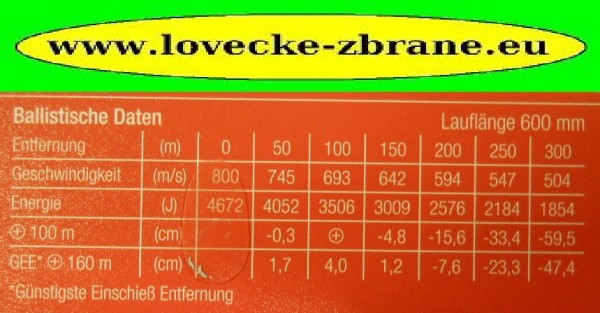 www.lovecke-zbrane.eu
Ballistische Daten Lauflänge 600 mm
Entfernung (m) 0 50 100 150 200 250 300
Geschwindigkeit (m/s) 800 745 693 642 594 547 504
Energie (J) 4672 4052 3506 3009 2576 2184 1854
⊕ 100 m (cm) -0,3 ⊕ -4,8 -15,6 -33,4 -59,5
GEE* ⊕ 160 m (cm) 1,7 4,0 1,2 -7,6 -23,3 -47,4
*Günstigste Einschieß Entfernung